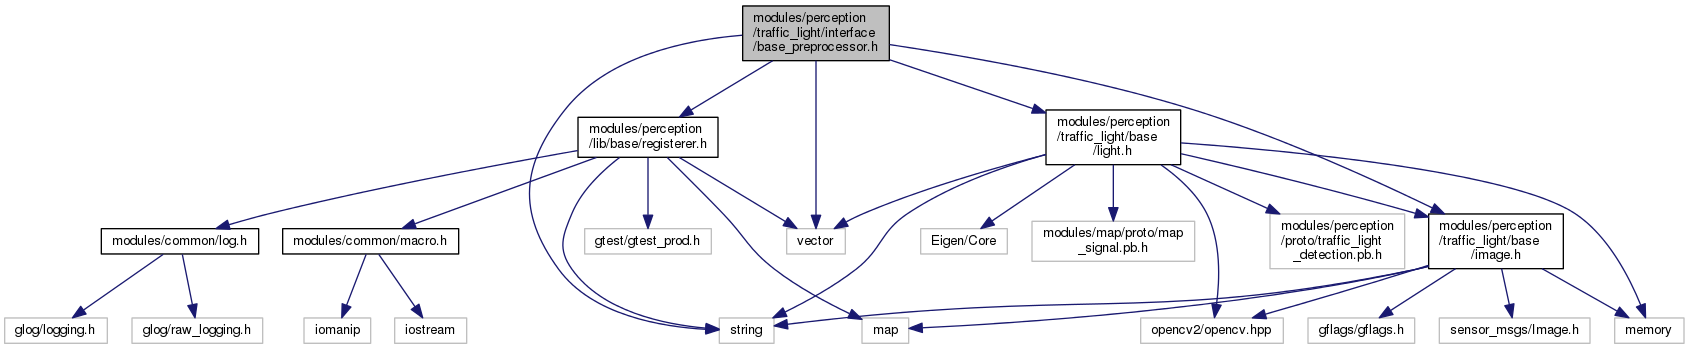 modules/perception
/traffic_light/interface
/base_preprocessor.h
modules/perception
/lib/base/registerer.h
modules/perception
/traffic_light/base
/light.h
modules/common/log.h
modules/common/macro.h
gtest/gtest_prod.h
vector
Eigen/Core
modules/map/proto/map
_signal.pb.h
modules/perception
/proto/traffic_light
_detection.pb.h
modules/perception
/traffic_light/base
/image.h
glog/logging.h
glog/raw_logging.h
iomanip
iostream
string
map
opencv2/opencv.hpp
gflags/gflags.h
sensor_msgs/Image.h
memory